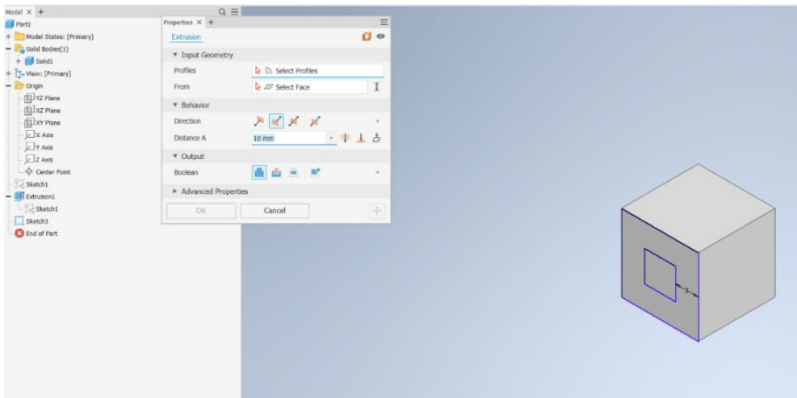 Model × +
Part1
Model States: [Primary]
Solid Bodies(1)
Solid1
View: [Primary]
Origin
YZ Plane
XZ Plane
XY Plane
X Axis
Y Axis
Z Axis
Center Point
Sketch1
Extrusion1
Sketch1
Sketch3
End of Part
Properties × +
Extrusion
Input Geometry
Profiles Select Profiles
From Select Face
Behavior
Direction
Distance A 10 mm
Output
Boolean
Advanced Properties
OK Cancel +